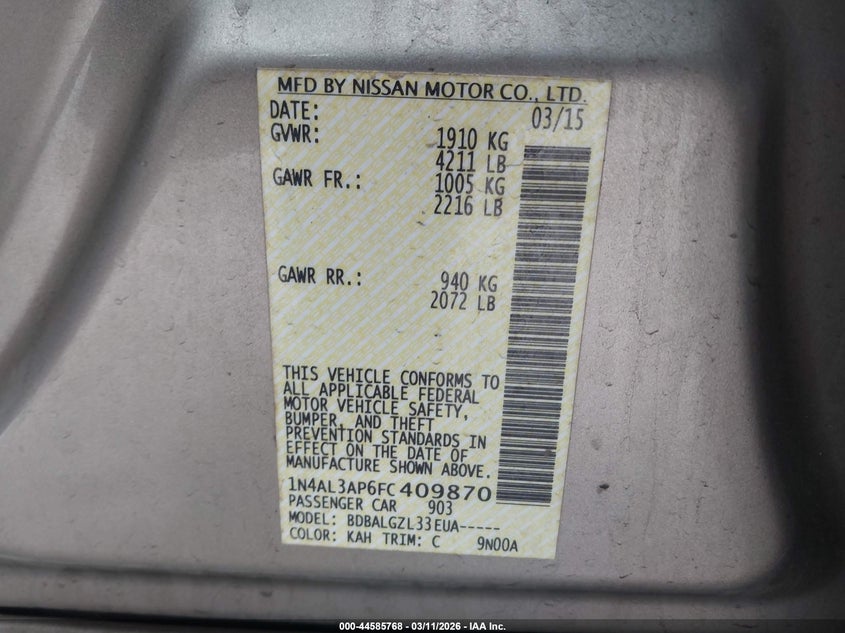 MFD BY NISSAN MOTOR CO., LTD.
DATE: 03/15
GVWR: 1910 KG
4211 LB
GAWR FR.: 1005 KG
2216 LB
GAWR RR.: 940 KG
2072 LB
THIS VEHICLE CONFORMS TO
ALL APPLICABLE FEDERAL
MOTOR VEHICLE SAFETY,
BUMPER, AND THEFT
PREVENTION STANDARDS IN
EFFECT ON THE DATE OF
MANUFACTURE SHOWN ABOVE.
1N4AL3AP6FC409870
PASSENGER CAR 903
MODEL: BDBALGZL33EUA-----
COLOR: KAH TRIM: C 9N00A
000-44585768 - 03/11/2026 - IAA Inc.